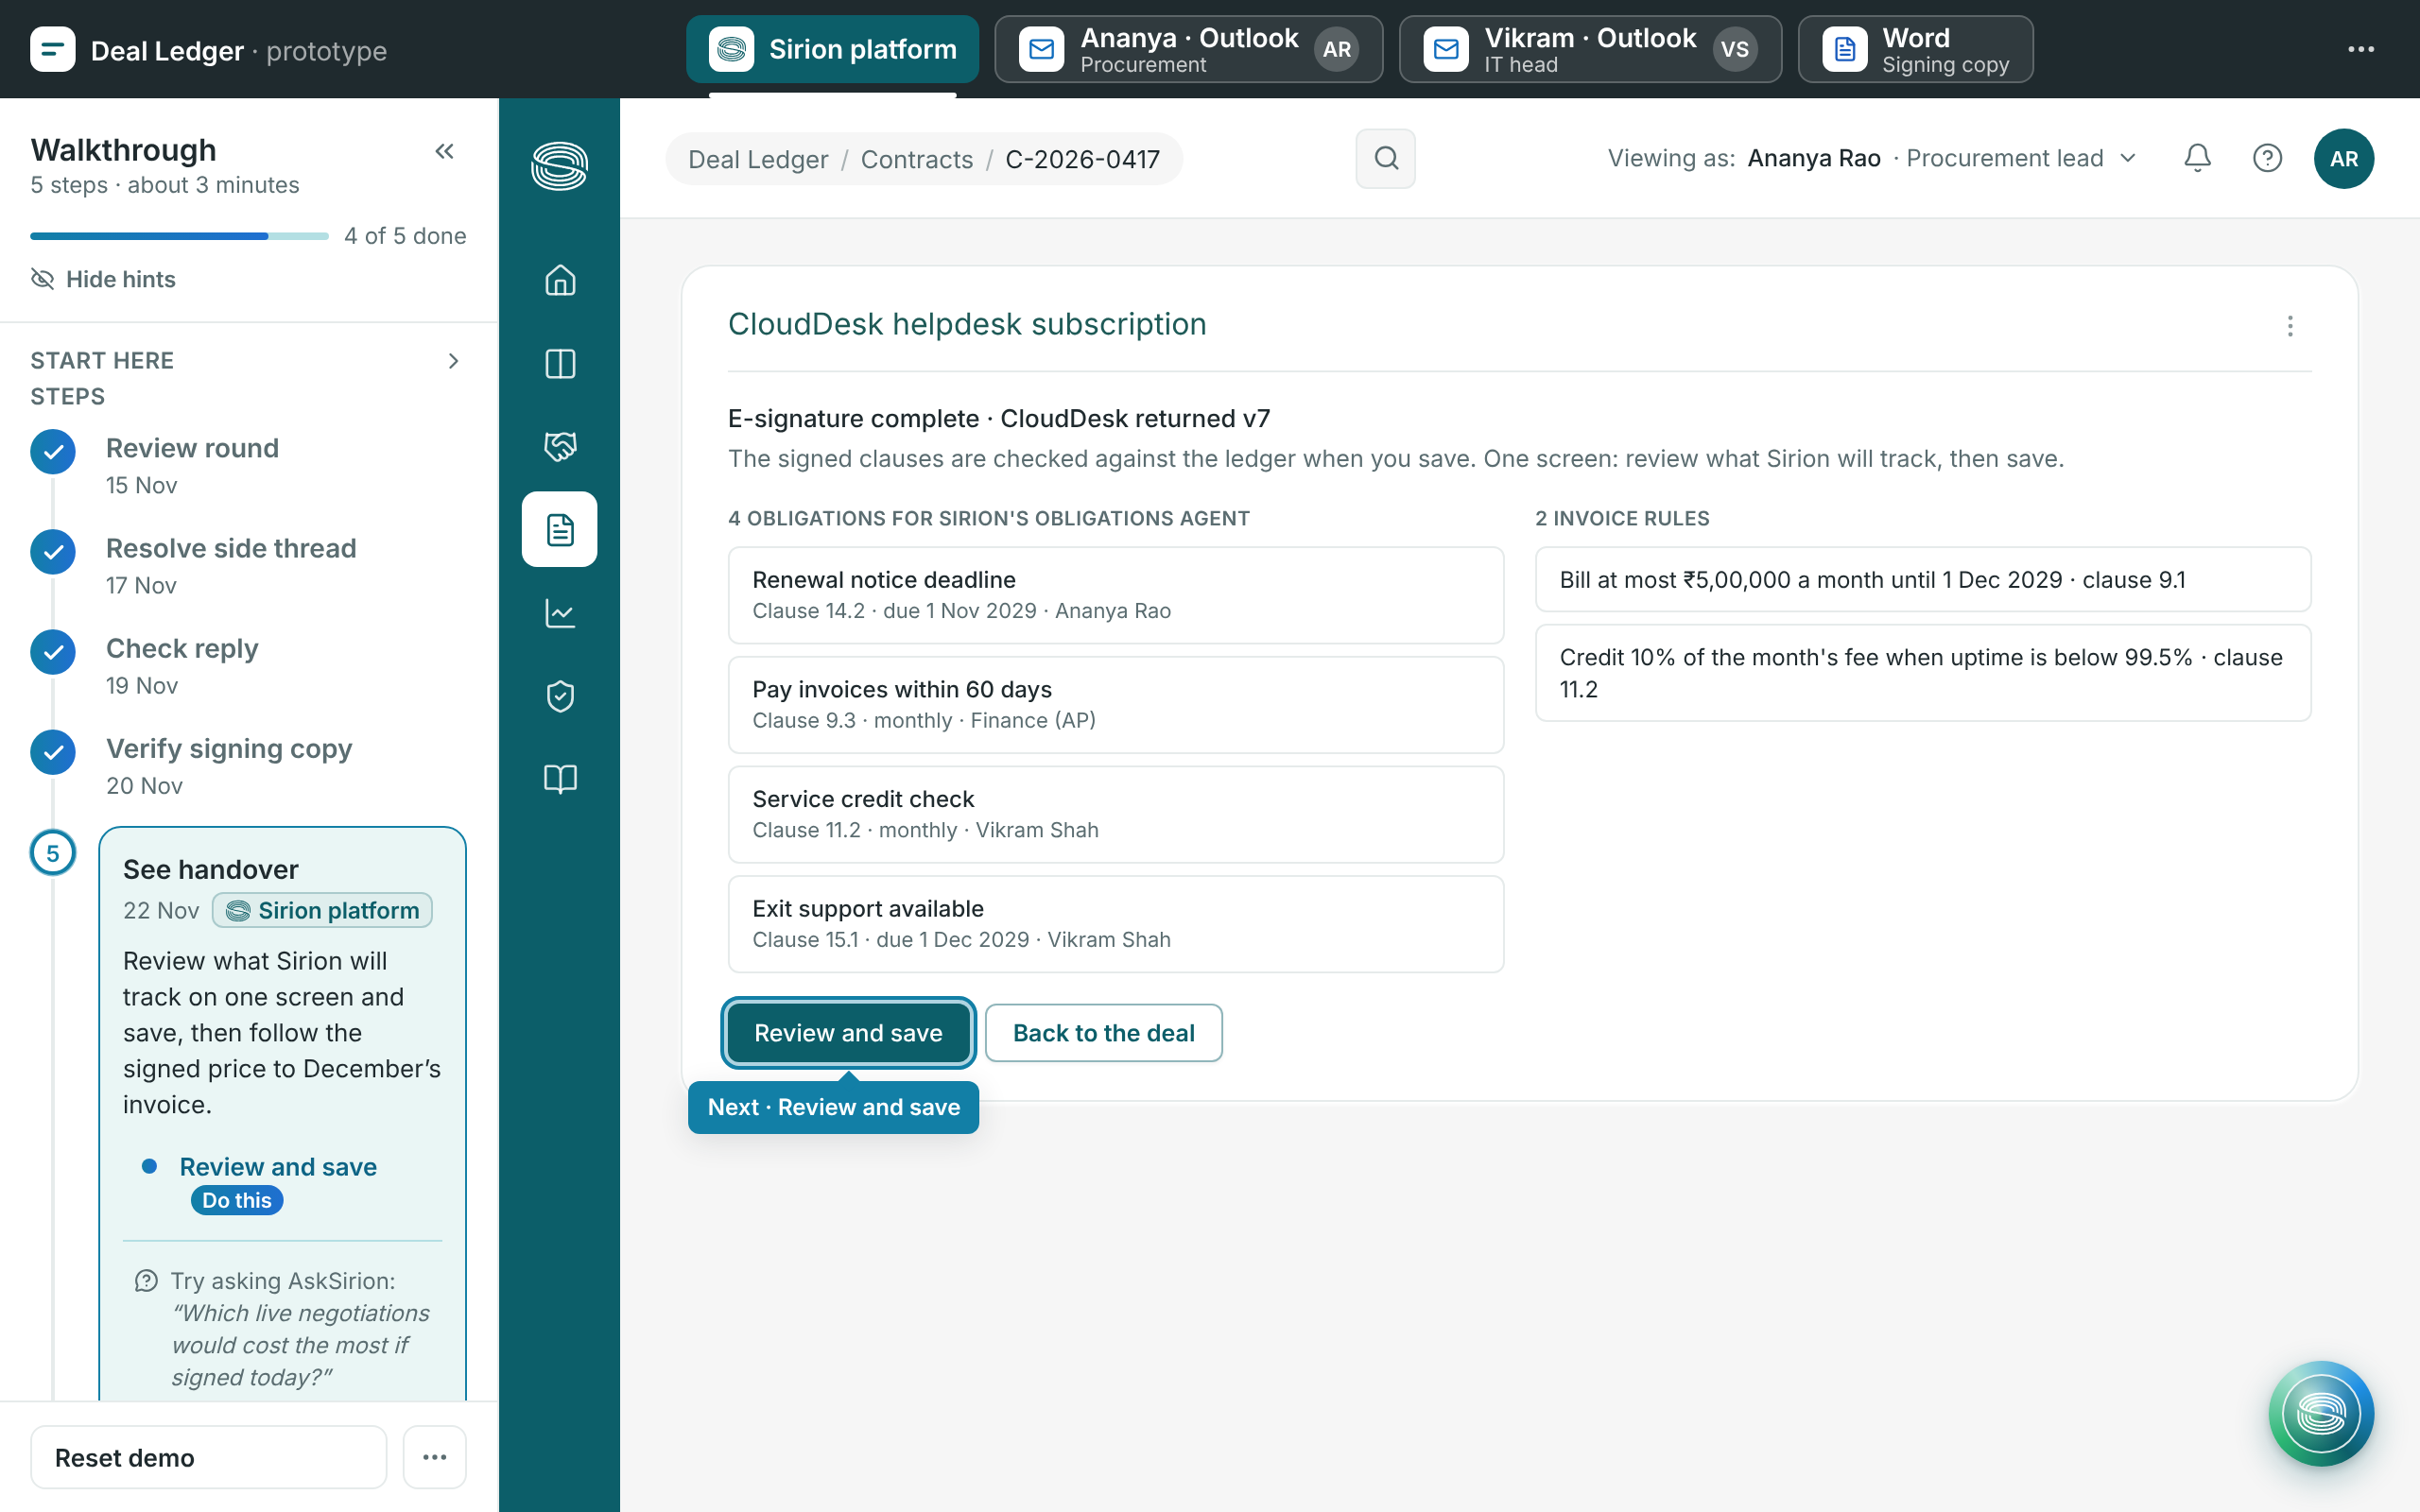 Deal Ledger · prototype
Sirion platform
Ananya · Outlook
Procurement
AR
Vikram · Outlook
IT head
VS
Word
Signing copy
Walkthrough
5 steps · about 3 minutes
4 of 5 done
Hide hints
START HERE
STEPS
Review round
15 Nov
Resolve side thread
17 Nov
Check reply
19 Nov
Verify signing copy
20 Nov
5
See handover
22 Nov Sirion platform
Review what Sirion will
track on one screen and
save, then follow the
signed price to December’s
invoice.
Review and save
Do this
Try asking AskSirion:
“Which live negotiations
would cost the most if
signed today?”
Reset demo
Deal Ledger / Contracts / C-2026-0417
Viewing as: Ananya Rao · Procurement lead
AR
CloudDesk helpdesk subscription
E-signature complete · CloudDesk returned v7
The signed clauses are checked against the ledger when you save. One screen: review what Sirion will track, then save.
4 OBLIGATIONS FOR SIRION'S OBLIGATIONS AGENT
Renewal notice deadline
Clause 14.2 · due 1 Nov 2029 · Ananya Rao
Pay invoices within 60 days
Clause 9.3 · monthly · Finance (AP)
Service credit check
Clause 11.2 · monthly · Vikram Shah
Exit support available
Clause 15.1 · due 1 Dec 2029 · Vikram Shah
2 INVOICE RULES
Bill at most ₹5,00,000 a month until 1 Dec 2029 · clause 9.1
Credit 10% of the month's fee when uptime is below 99.5% · clause
11.2
Review and save
Back to the deal
Next · Review and save